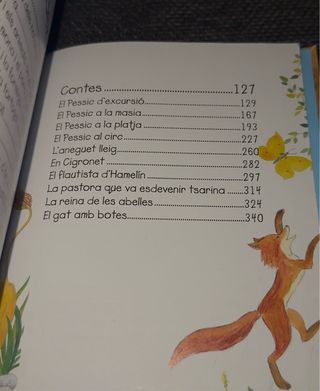 Contes ..............................................127
El Pessic d'excursió..............................129
El Pessic a la masia..............................167
El Pessic a la platja..............................193
El Pessic al circ....................................227
L'aneguet lleig......................................260
En Cigronet..........................................282
El flautista d'Hamelín...........................297
La pastora que va esdevenir tsarina ......314
La reina de les abelles..........................324
El gat amb botes..................................340